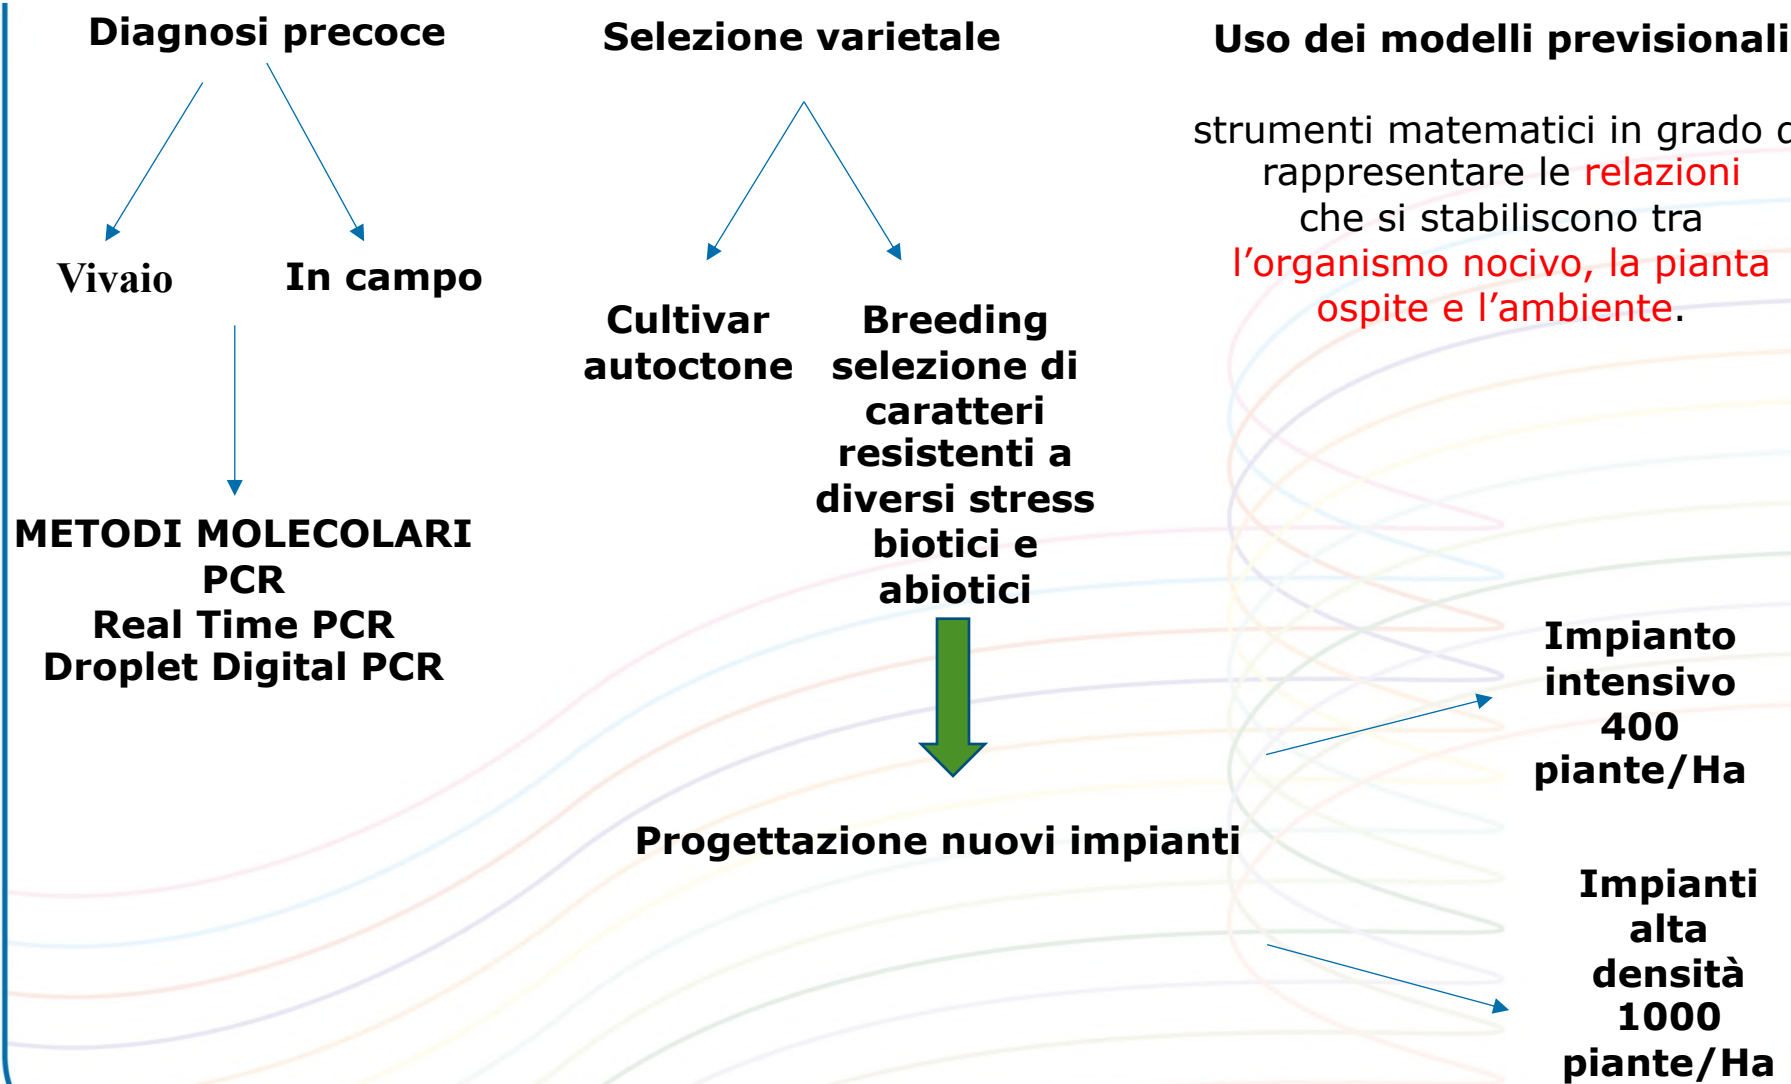 Diagnosi precoce
Vivaio
In campo
METODI MOLECOLARI
PCR
Real Time PCR
Droplet Digital PCR
Selezione varietale
Cultivar
autoctone
Breeding
selezione di
caratteri
resistenti a
diversi stress
biotici e
abiotici
Progettazione nuovi impianti
Uso dei modelli previsionali
strumenti matematici in grado
rappresentare le relazioni
che si stabiliscono tra
l’organismo nocivo, la pianta
ospite e l’ambiente.
Impianto
intensivo
400
piante/Ha
Impianti
alta
densità
1000
piante/Ha